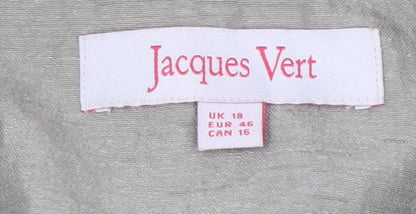 Jacques Vert
UK 18
EUR 46
CAN 16